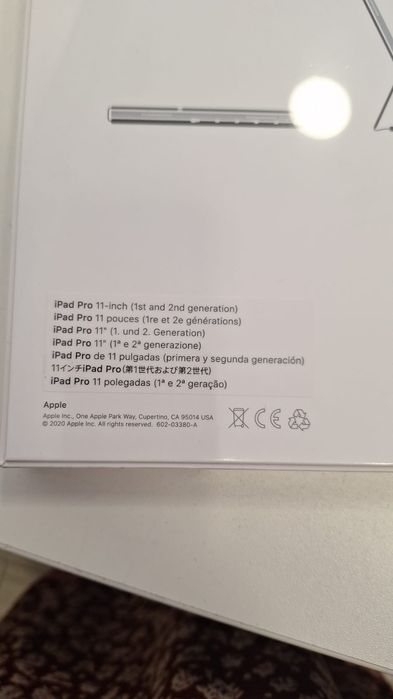 iPad Pro 11-inch (1st and 2nd generation)
iPad Pro 11 pouces (1re et 2e générations)
iPad Pro 11" (1. und 2. Generation)
iPad Pro 11" (1ª e 2ª generazione)
iPad Pro de 11 pulgadas (primera y segunda generación)
11インチiPad Pro(第1世代および第2世代)
iPad Pro 11 polegadas (1ª e 2ª geração)
Apple
Apple Inc., One Apple Park Way, Cupertino, CA 95014 USA
© 2020 Apple Inc. All rights reserved. 602-03380-A
CE